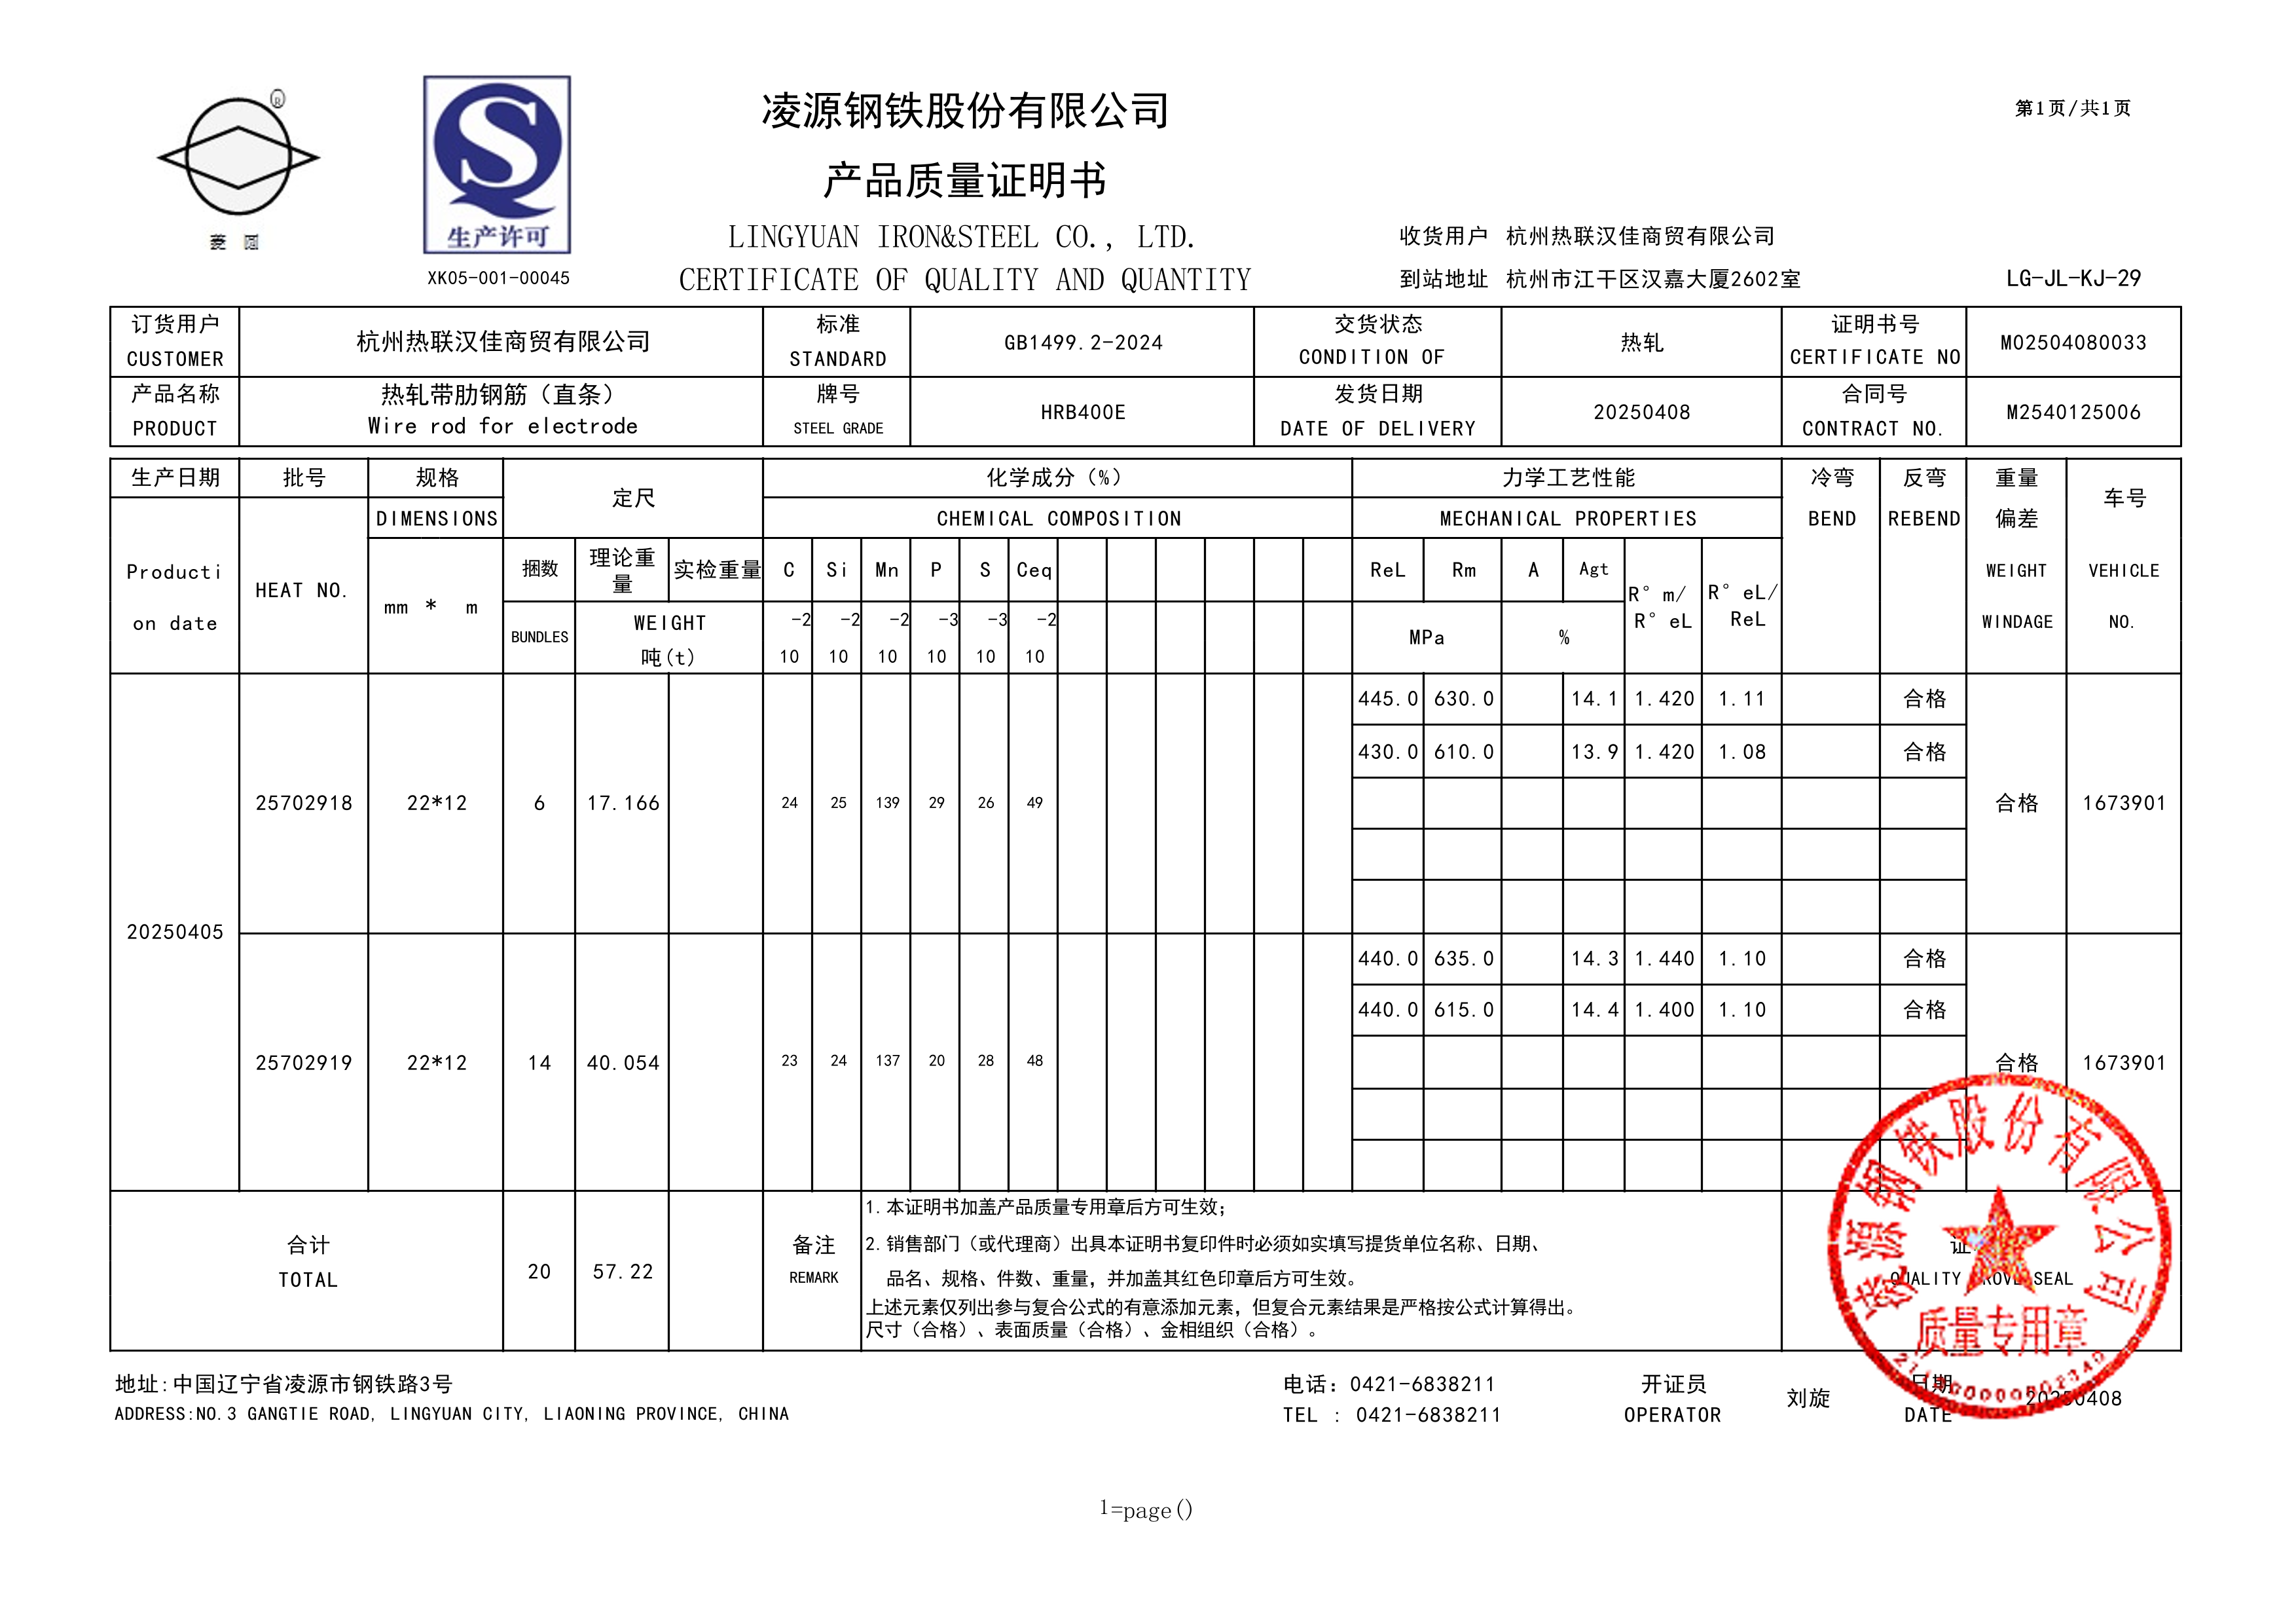 ®
菱 圆
生产许可
XK05-001-00045
凌源钢铁股份有限公司
产品质量证明书
LINGYUAN IRON&STEEL CO., LTD.
CERTIFICATE OF QUALITY AND QUANTITY
第1页/共1页
收货用户 杭州热联汉佳商贸有限公司
到站地址 杭州市江干区汉嘉大厦2602室
LG-JL-KJ-29
订货用户 杭州热联汉佳商贸有限公司 标准 GB1499.2-2024 交货状态 热轧 证明书号 M02504080033
CUSTOMER STANDARD CONDITION OF CERTIFICATE NO
产品名称 热轧带肋钢筋（直条） 牌号 HRB400E 发货日期 20250408 合同号 M2540125006
PRODUCT Wire rod for electrode STEEL GRADE DATE OF DELIVERY CONTRACT NO.
生产日期 批号 规格 定尺 化学成分（%） 力学工艺性能 冷弯 反弯 重量 车号
DIMENSIONS CHEMICAL COMPOSITION MECHANICAL PROPERTIES BEND REBEND 偏差
Producti HEAT NO. mm * m 捆数 理论重量 实检重量 C Si Mn P S Ceq ReL Rm A Agt R°m/ R°eL/ WEIGHT VEHICLE
on date BUNDLES WEIGHT -2 -2 -2 -3 -3 -2 MPa % R°eL ReL WINDAGE NO.
吨(t) 10 10 10 10 10 10
445.0 630.0 14.1 1.420 1.11 合格
430.0 610.0 13.9 1.420 1.08 合格
25702918 22*12 6 17.166 24 25 139 29 26 49 合格 1673901
20250405
440.0 635.0 14.3 1.440 1.10 合格
440.0 615.0 14.4 1.400 1.10 合格
25702919 22*12 14 40.054 23 24 137 20 28 48 合格 1673901
合计
TOTAL
20 57.22
备注
REMARK
1.本证明书加盖产品质量专用章后方可生效；
2.销售部门（或代理商）出具本证明书复印件时必须如实填写提货单位名称、日期、
品名、规格、件数、重量，并加盖其红色印章后方可生效。
上述元素仅列出参与复合公式的有意添加元素，但复合元素结果是严格按公式计算得出。
尺寸（合格）、表面质量（合格）、金相组织（合格）。
证
QUALITY SEAL
凌源钢铁股份有限公司
质量专用章
地址:中国辽宁省凌源市钢铁路3号
ADDRESS:NO.3 GANGTIE ROAD, LINGYUAN CITY, LIAONING PROVINCE, CHINA
电话: 0421-6838211
TEL : 0421-6838211
开证员
OPERATOR
刘旋
日期
DATE
20250408
1=page()